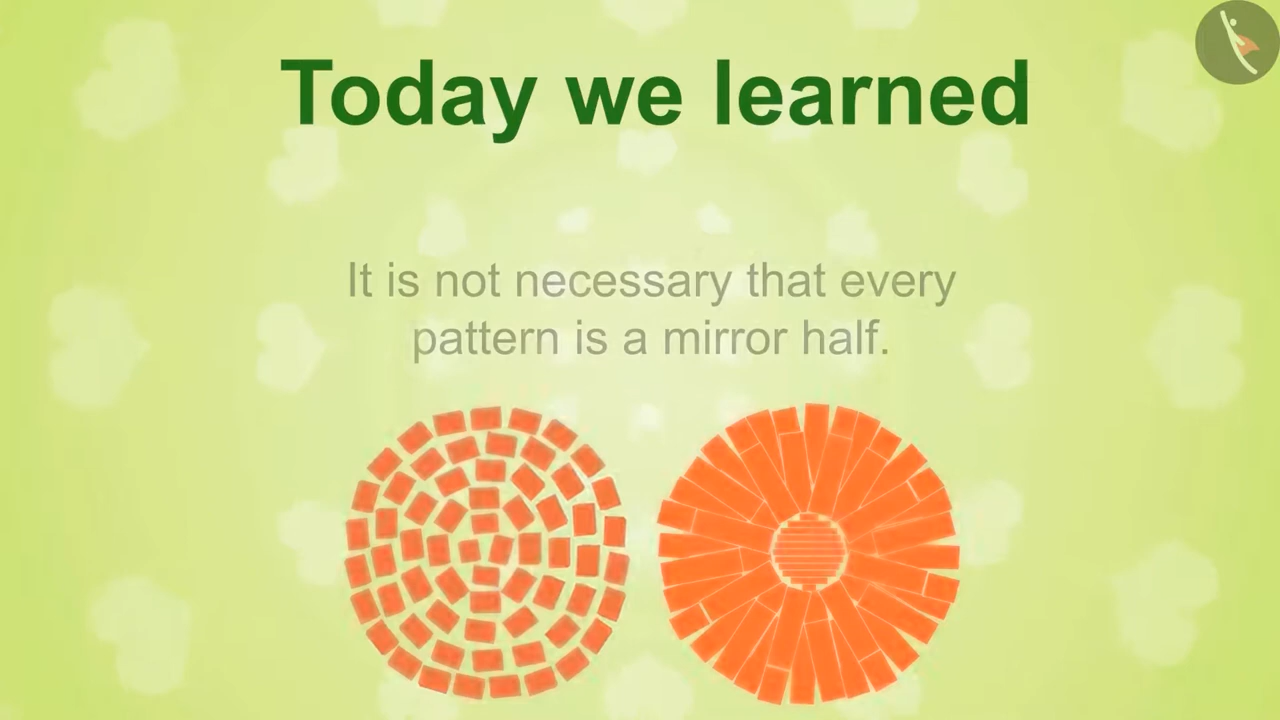 Today we learned
It is not necessary that every
pattern is a mirror half.